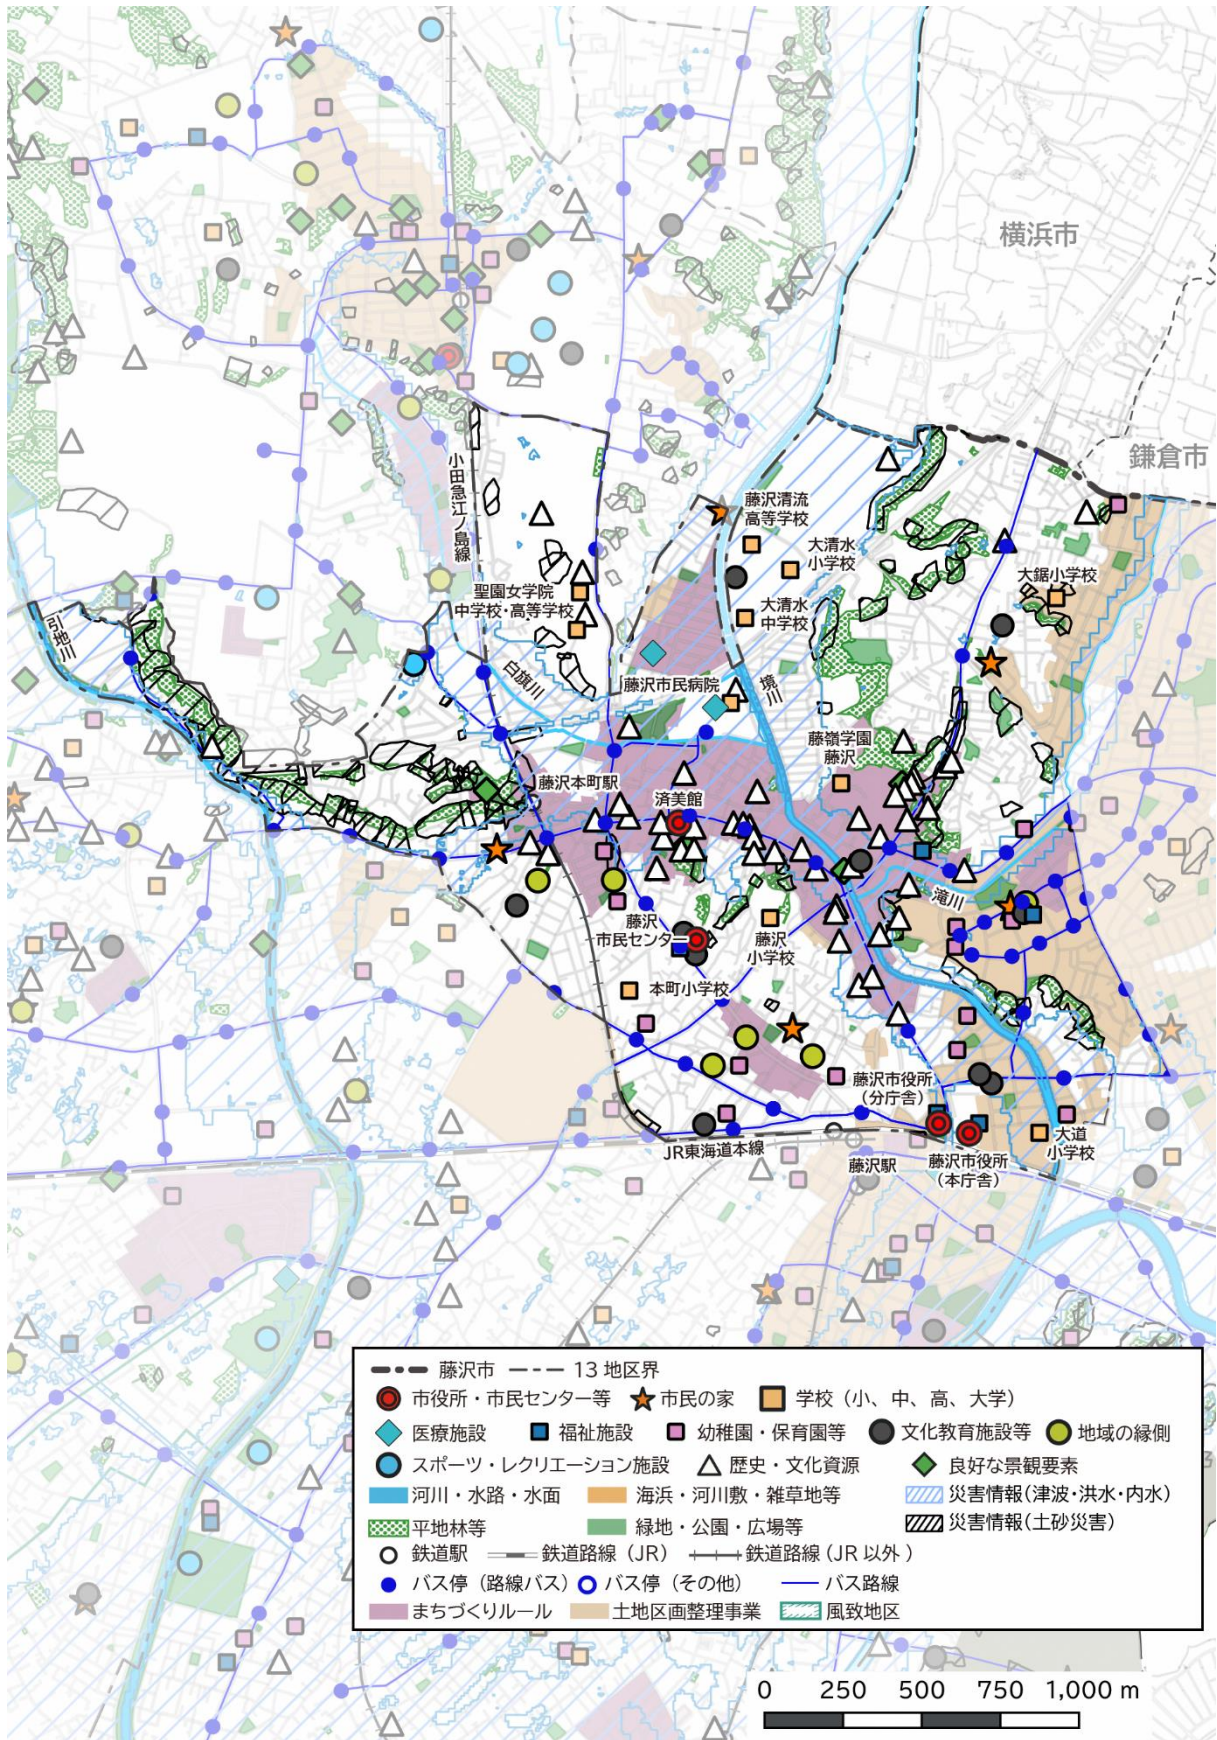 横浜市
鎌倉市
小田急江ノ島線
藤沢清流
高等学校
大清水
小学校
大鋸小学校
聖園女学院
中学校・高等学校
大清水
中学校
引地川
白旗川
藤沢市民病院
境川
藤嶺学園
藤沢
藤沢本町駅
済美館
滝川
藤沢
市民センター
藤沢
小学校
本町小学校
藤沢市役所
（分庁舎）
大道
小学校
JR東海道本線
藤沢駅
藤沢市役所
（本庁舎）
藤沢市 13地区界
市役所・市民センター等 市民の家 学校（小、中、高、大学）
医療施設 福祉施設 幼稚園・保育園等 文化教育施設等 地域の縁側
スポーツ・レクリエーション施設 歴史・文化資源 良好な景観要素
河川・水路・水面 海浜・河川敷・雑草地等 災害情報（津波・洪水・内水）
平地林等 緑地・公園・広場等 災害情報（土砂災害）
鉄道駅 鉄道路線（JR） 鉄道路線（JR以外）
バス停（路線バス） バス停（その他） バス路線
まちづくりルール 土地区画整理事業 風致地区
0 250 500 750 1,000 m